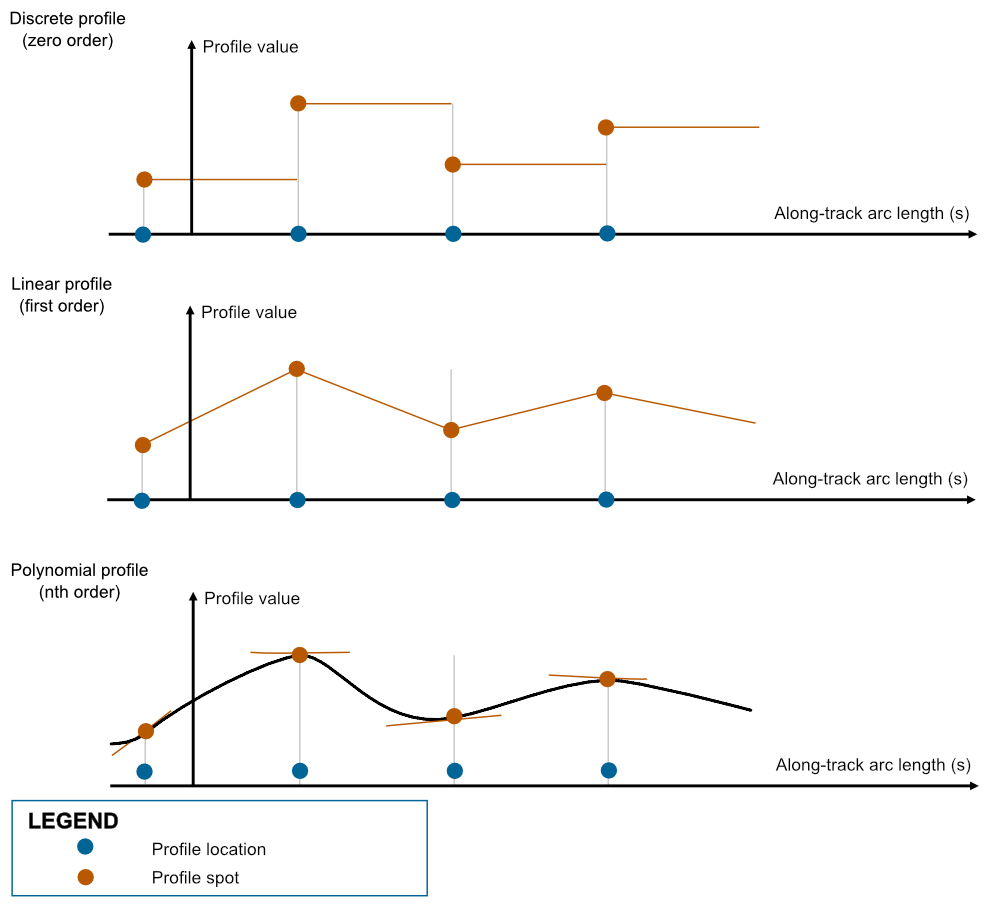 Discrete profile
(zero order)
Profile value
Along-track arc length (s)
Linear profile
(first order)
Profile value
Along-track arc length (s)
Polynomial profile
(nth order)
Profile value
Along-track arc length (s)
LEGEND
Profile location
Profile spot